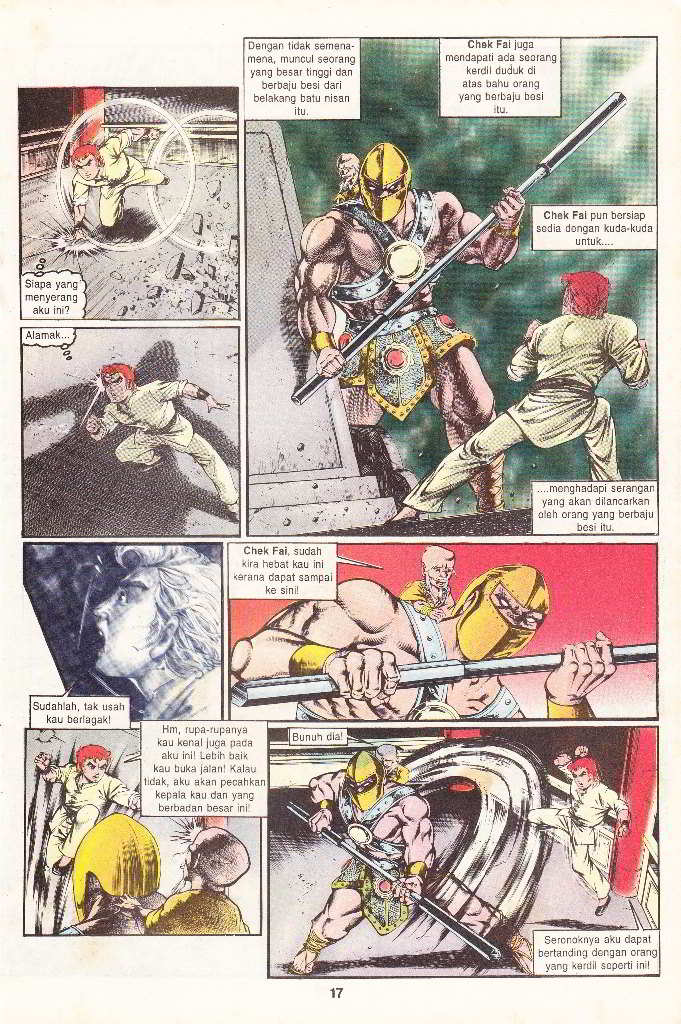 Siapa yang
menyerang
aku ini?
Alamak...
Dengan tidak semena-
mena, muncul seorang
yang besar tinggi dan
berbaju besi dari
belakang batu nisan
itu.
Chek Fai juga
mendapati ada seorang
kerdil duduk di
atas bahu orang
yang berbaju besi
itu.
Chek Fai pun bersiap
sedia dengan kuda-kuda
untuk....
....menghadapi serangan
yang akan dilancarkan
oleh orang yang berbaju
besi itu.
Chek Fai, sudah
kira hebat kau ini
kerana dapat sampai
ke sini!
Sudahlah, tak usah
kau berlagak!
Hm, rupa-rupanya
kau kenal juga pada
aku ini! Lebih baik
kau buka jalan! Kalau
tidak, aku akan pecahkan
kepala kau dan yang
berbadan besar ini!
Bunuh dia!
Seronoknya aku dapat
bertanding dengan orang
yang kerdil seperti ini!
17